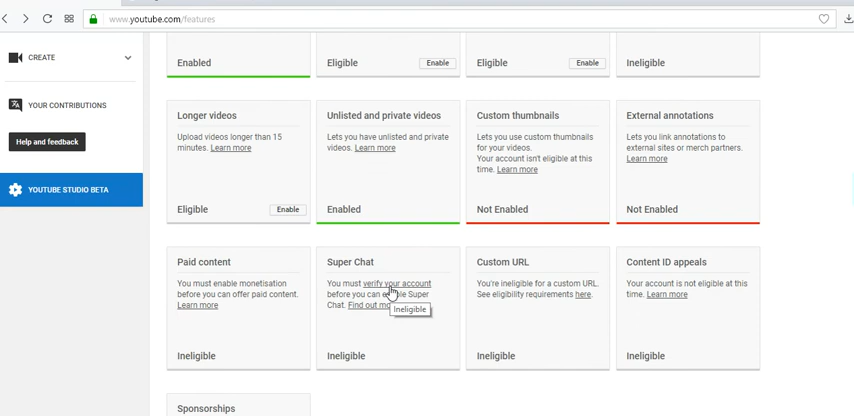 www.youtube.com/features
CREATE
YOUR CONTRIBUTIONS
Help and feedback
YOUTUBE STUDIO BETA
Enabled
Eligible
Enable
Eligible
Enable
Ineligible
Longer videos
Upload videos longer than 15
minutes. Learn more
Eligible
Enable
Unlisted and private videos
Lets you have unlisted and private
videos. Learn more
Enabled
Custom thumbnails
Lets you use custom thumbnails
for your videos.
Your account isn't eligible at this
time. Learn more
Not Enabled
External annotations
Lets you link annotations to
external sites or merch partners.
Learn more
Not Enabled
Paid content
You must enable monetisation
before you can offer paid content.
Learn more
Ineligible
Super Chat
You must verify your account
before you can Super
Chat. Find out
Ineligible
Ineligible
Custom URL
You're ineligible for a custom URL.
See eligibility requirements here.
Ineligible
Content ID appeals
Your account is not eligible at this
time. Learn more
Ineligible
Sponsorships